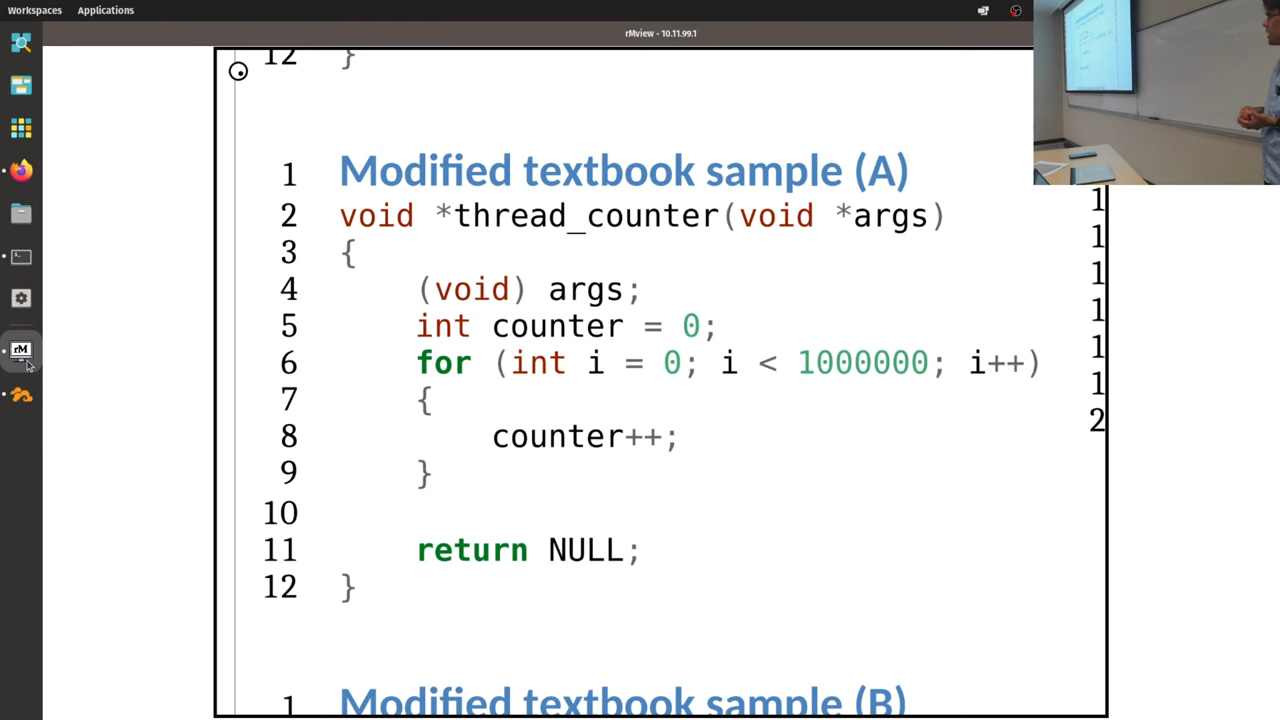 Workspaces Applications
rMview - 10.11.99.1
12 }
1 Modified textbook sample (A)
2 void *thread_counter(void *args)
3 {
4 (void) args;
5 int counter = 0;
6 for (int i = 0; i < 1000000; i++)
7 {
8 counter++;
9 }
10
11 return NULL;
12 }
1 Modified textbook sample (B)
1
1
1
1
1
1
2
rM